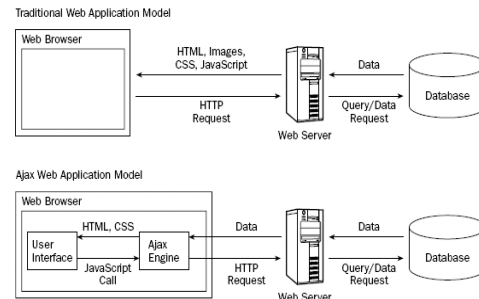 Traditional Web Application Model
Web Browser
HTML, Images,
CSS, JavaScript
HTTP
Request
Web Server
Data
Query/Data
Request
Database
Ajax Web Application Model
Web Browser
User
Interface
HTML, CSS
JavaScript
Call
Ajax
Engine
Data
HTTP
Request
Web Server
Data
Query/Data
Request
Database